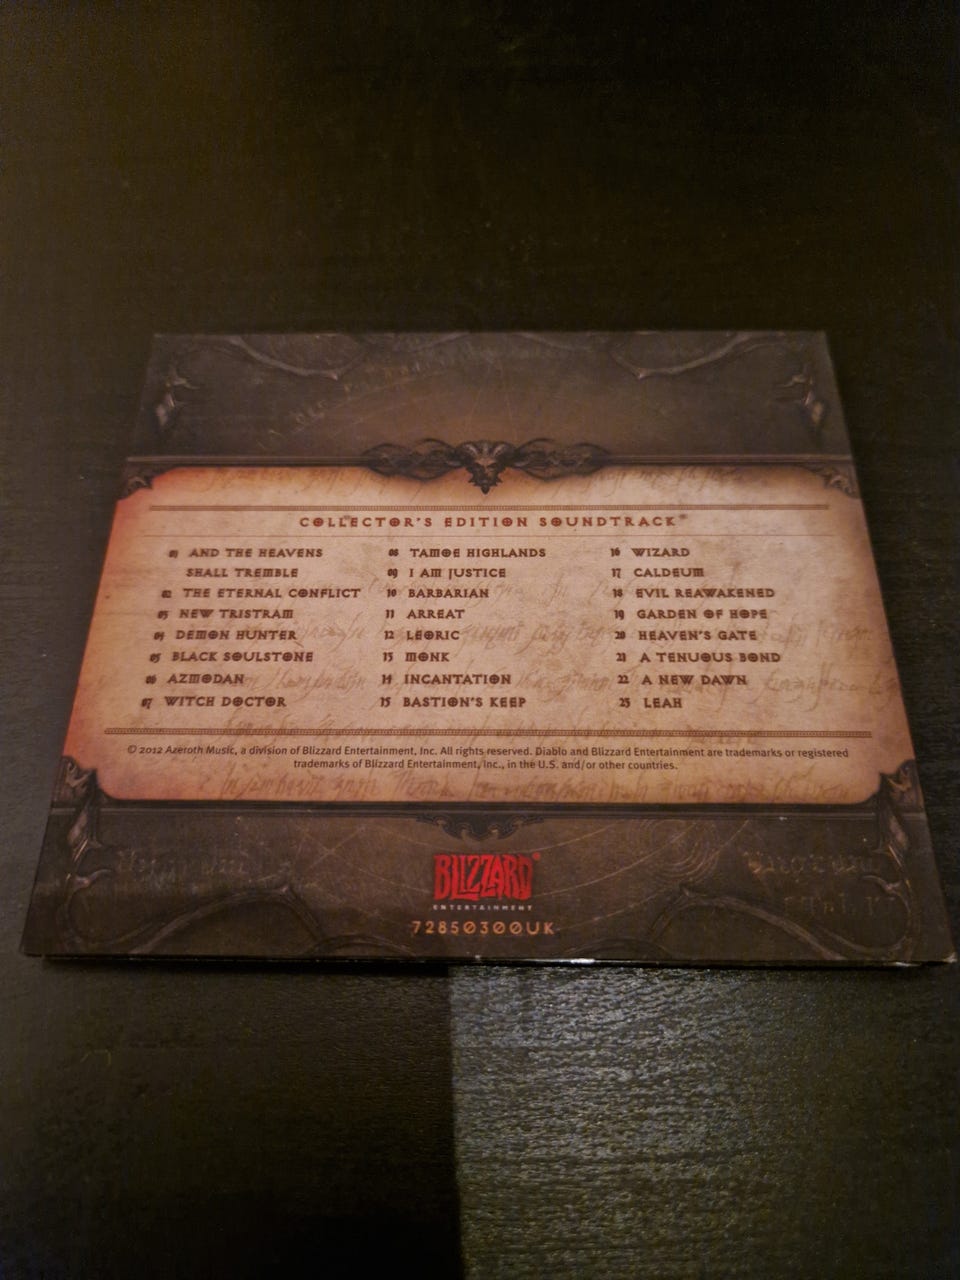 COLLECTOR'S EDITION SOUNDTRACK
01 AND THE HEAVENS
SHALL TREMBLE
02 THE ETERNAL CONFLICT
03 NEW TRISTRAM
04 DEMON HUNTER
05 BLACK SOULSTONE
06 AZMODAN
07 WITCH DOCTOR
08 TAMOE HIGHLANDS
09 I AM JUSTICE
10 BARBARIAN
11 ARREAT
12 LEORIC
13 MONK
14 INCANTATION
15 BASTION'S KEEP
16 WIZARD
17 CALDEUM
18 EVIL REAWAKENED
19 GARDEN OF HOPE
20 HEAVEN'S GATE
21 A TENUOUS BOND
22 A NEW DAWN
23 LEAH
© 2012 Azeroth Music, a division of Blizzard Entertainment, Inc. All rights reserved. Diablo and Blizzard Entertainment are trademarks or registered
trademarks of Blizzard Entertainment, Inc., in the U.S. and/or other countries.
BLIZZARD®
ENTERTAINMENT
72850300UK